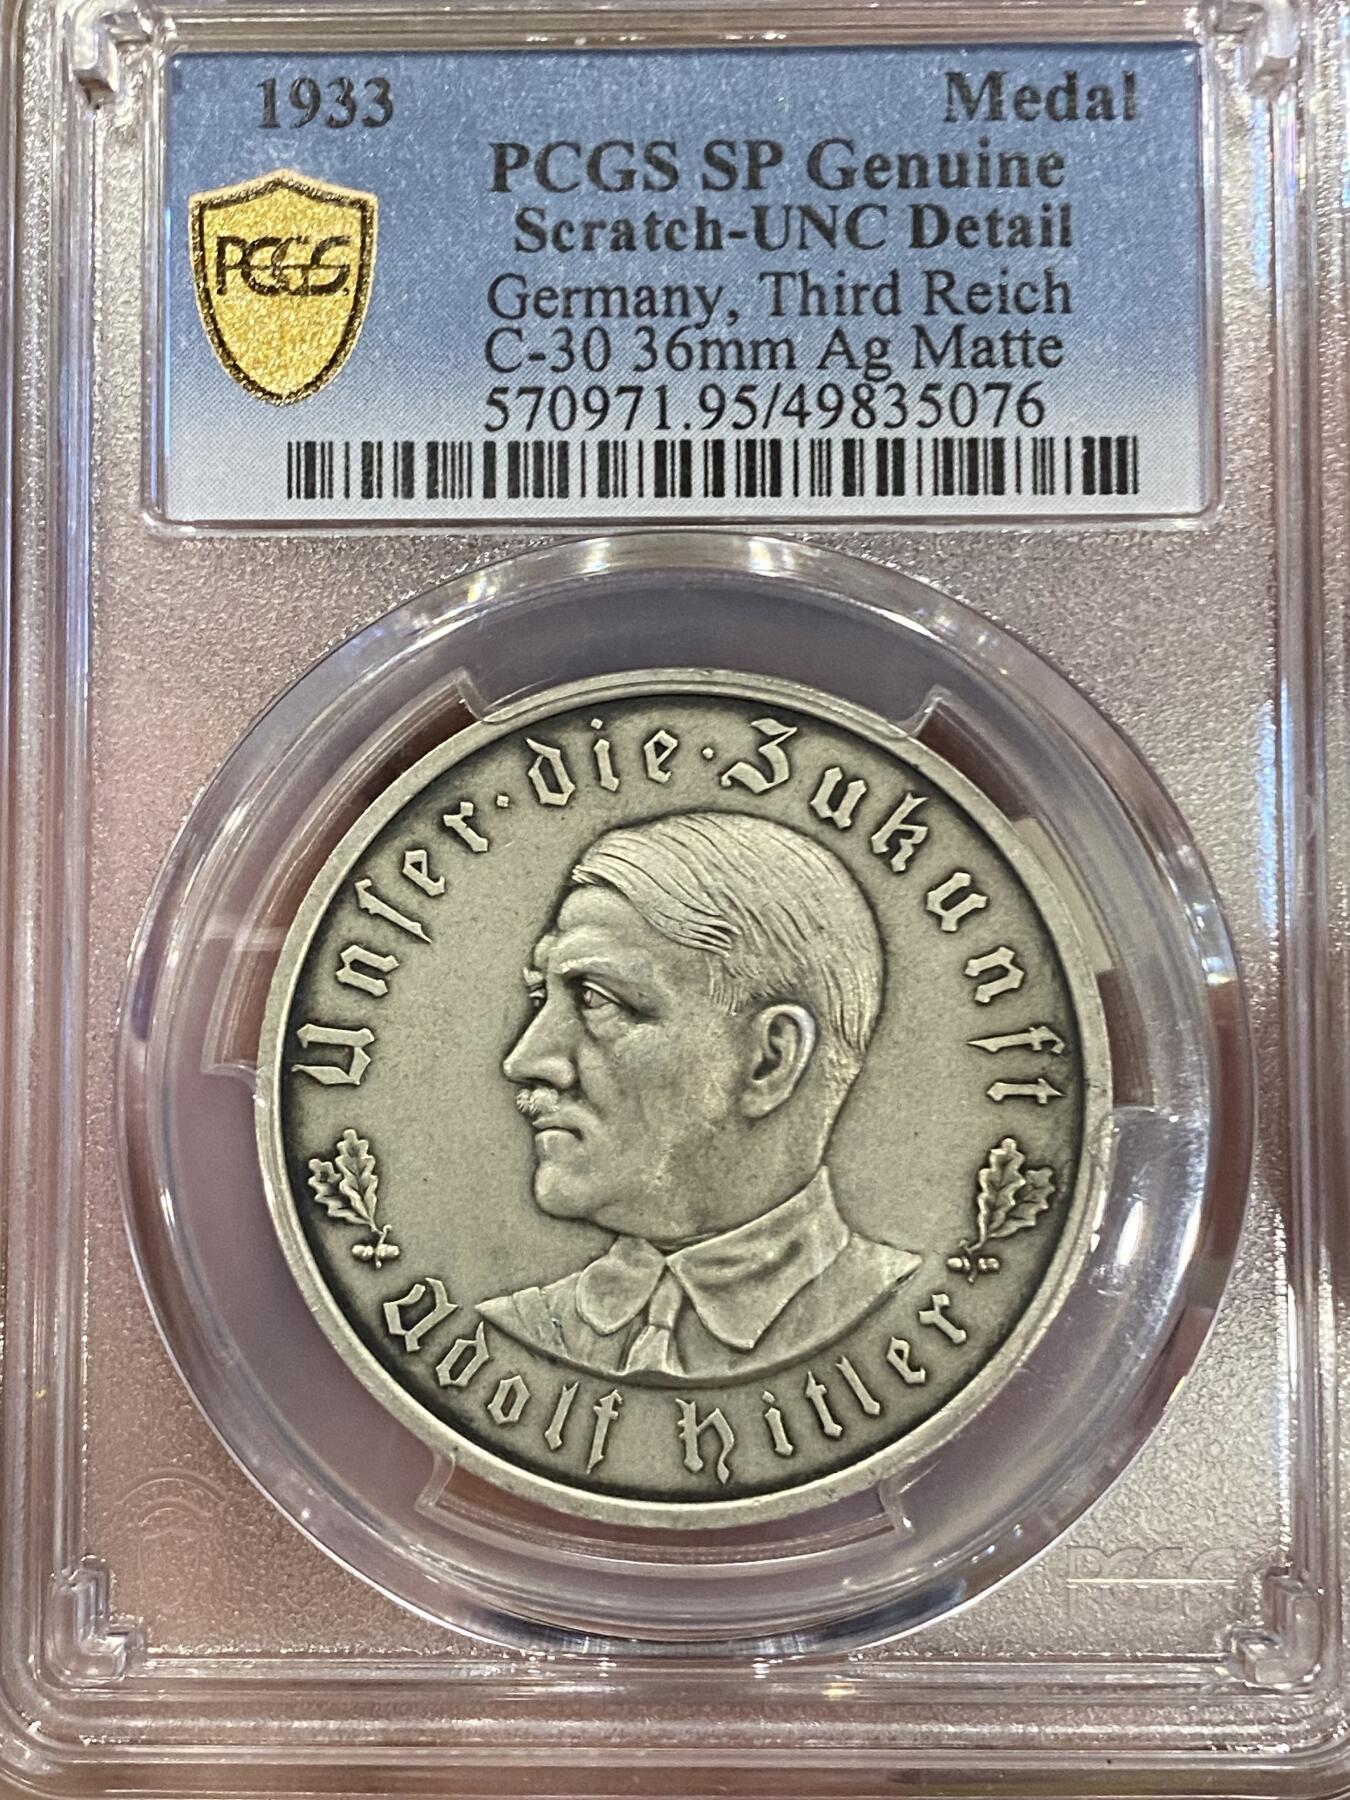 1933 Medal
PCGS SP Genuine
Scratch-UNC Detail
PCGS
Germany, Third Reich
C-30 36mm Ag Matte
570971.95/49835076
Unſer · die · Zukunft
Adolf Hitler
PCGS